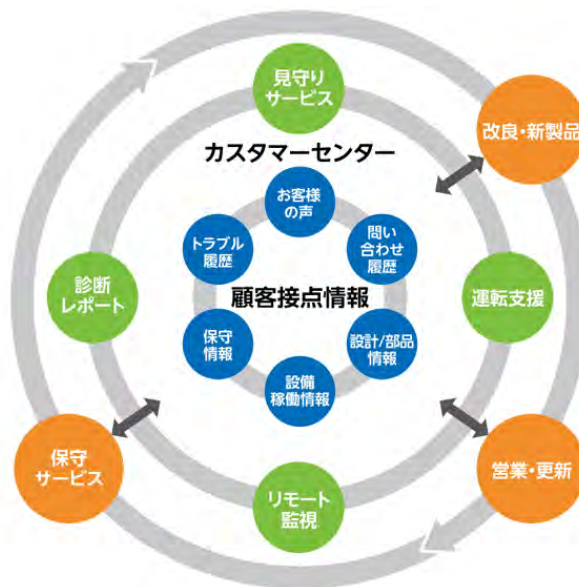 見守り
サービス
改良・新製品
カスタマーセンター
お客様
の声
トラブル
履歴
問い
合わせ
履歴
診断
レポート
顧客接点情報
運転支援
保守
情報
設計/部品
情報
設備
稼働情報
保守
サービス
営業・更新
リモート
監視